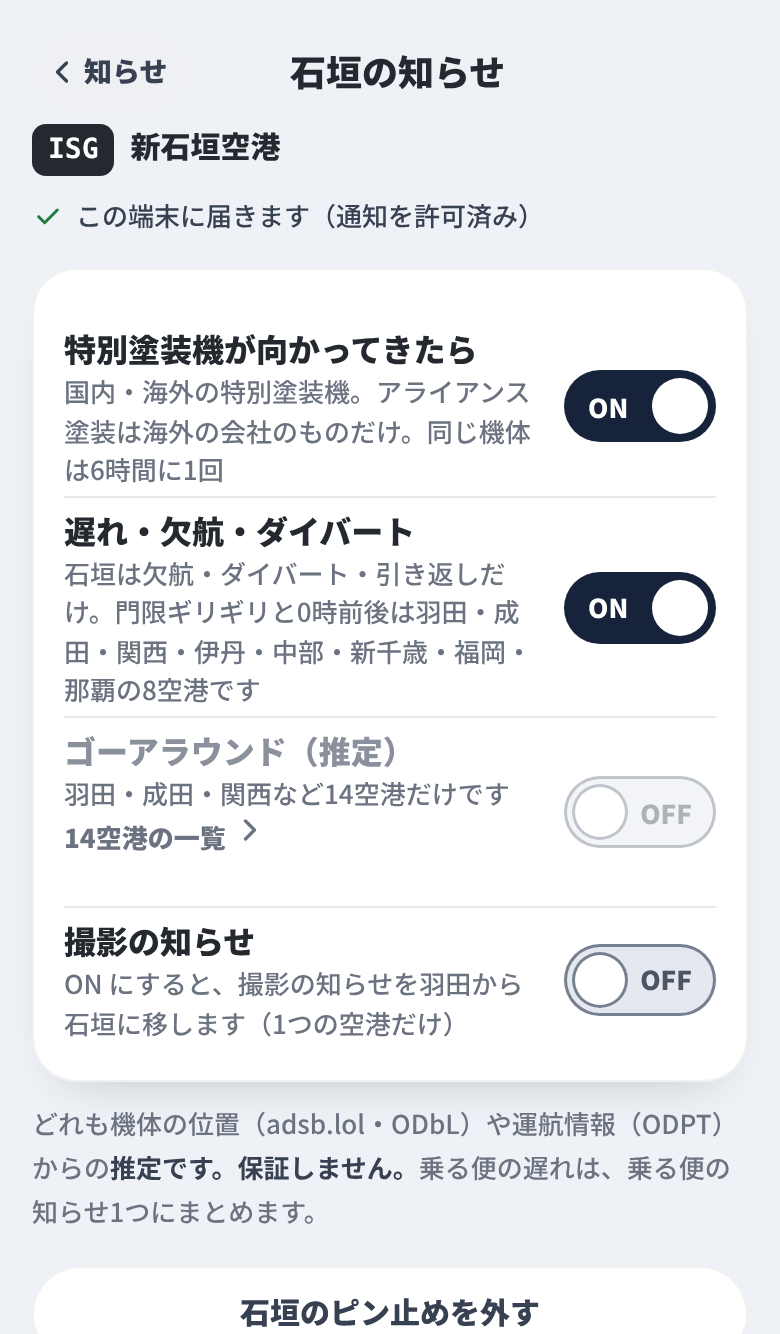 知らせ
石垣の知らせ
ISG 新石垣空港
この端末に届きます（通知を許可済み）
特別塗装機が向かってきたら
国内・海外の特別塗装機。アライアンス
塗装は海外の会社のものだけ。同じ機体
は6時間に1回
ON
遅れ・欠航・ダイバート
石垣は欠航・ダイバート・引き返しだ
け。門限ギリギリと0時前後は羽田・成
田・関西・伊丹・中部・新千歳・福岡・
那覇の8空港です
ON
ゴーアラウンド（推定）
羽田・成田・関西など14空港だけです
14空港の一覧
OFF
撮影の知らせ
ON にすると、撮影の知らせを羽田から
石垣に移します（1つの空港だけ）
OFF
どれも機体の位置（adsb.lol・ODbL）や運航情報（ODPT）
からの推定です。保証しません。乗る便の遅れは、乗る便の
知らせ1つにまとめます。
石垣のピン止めを外す